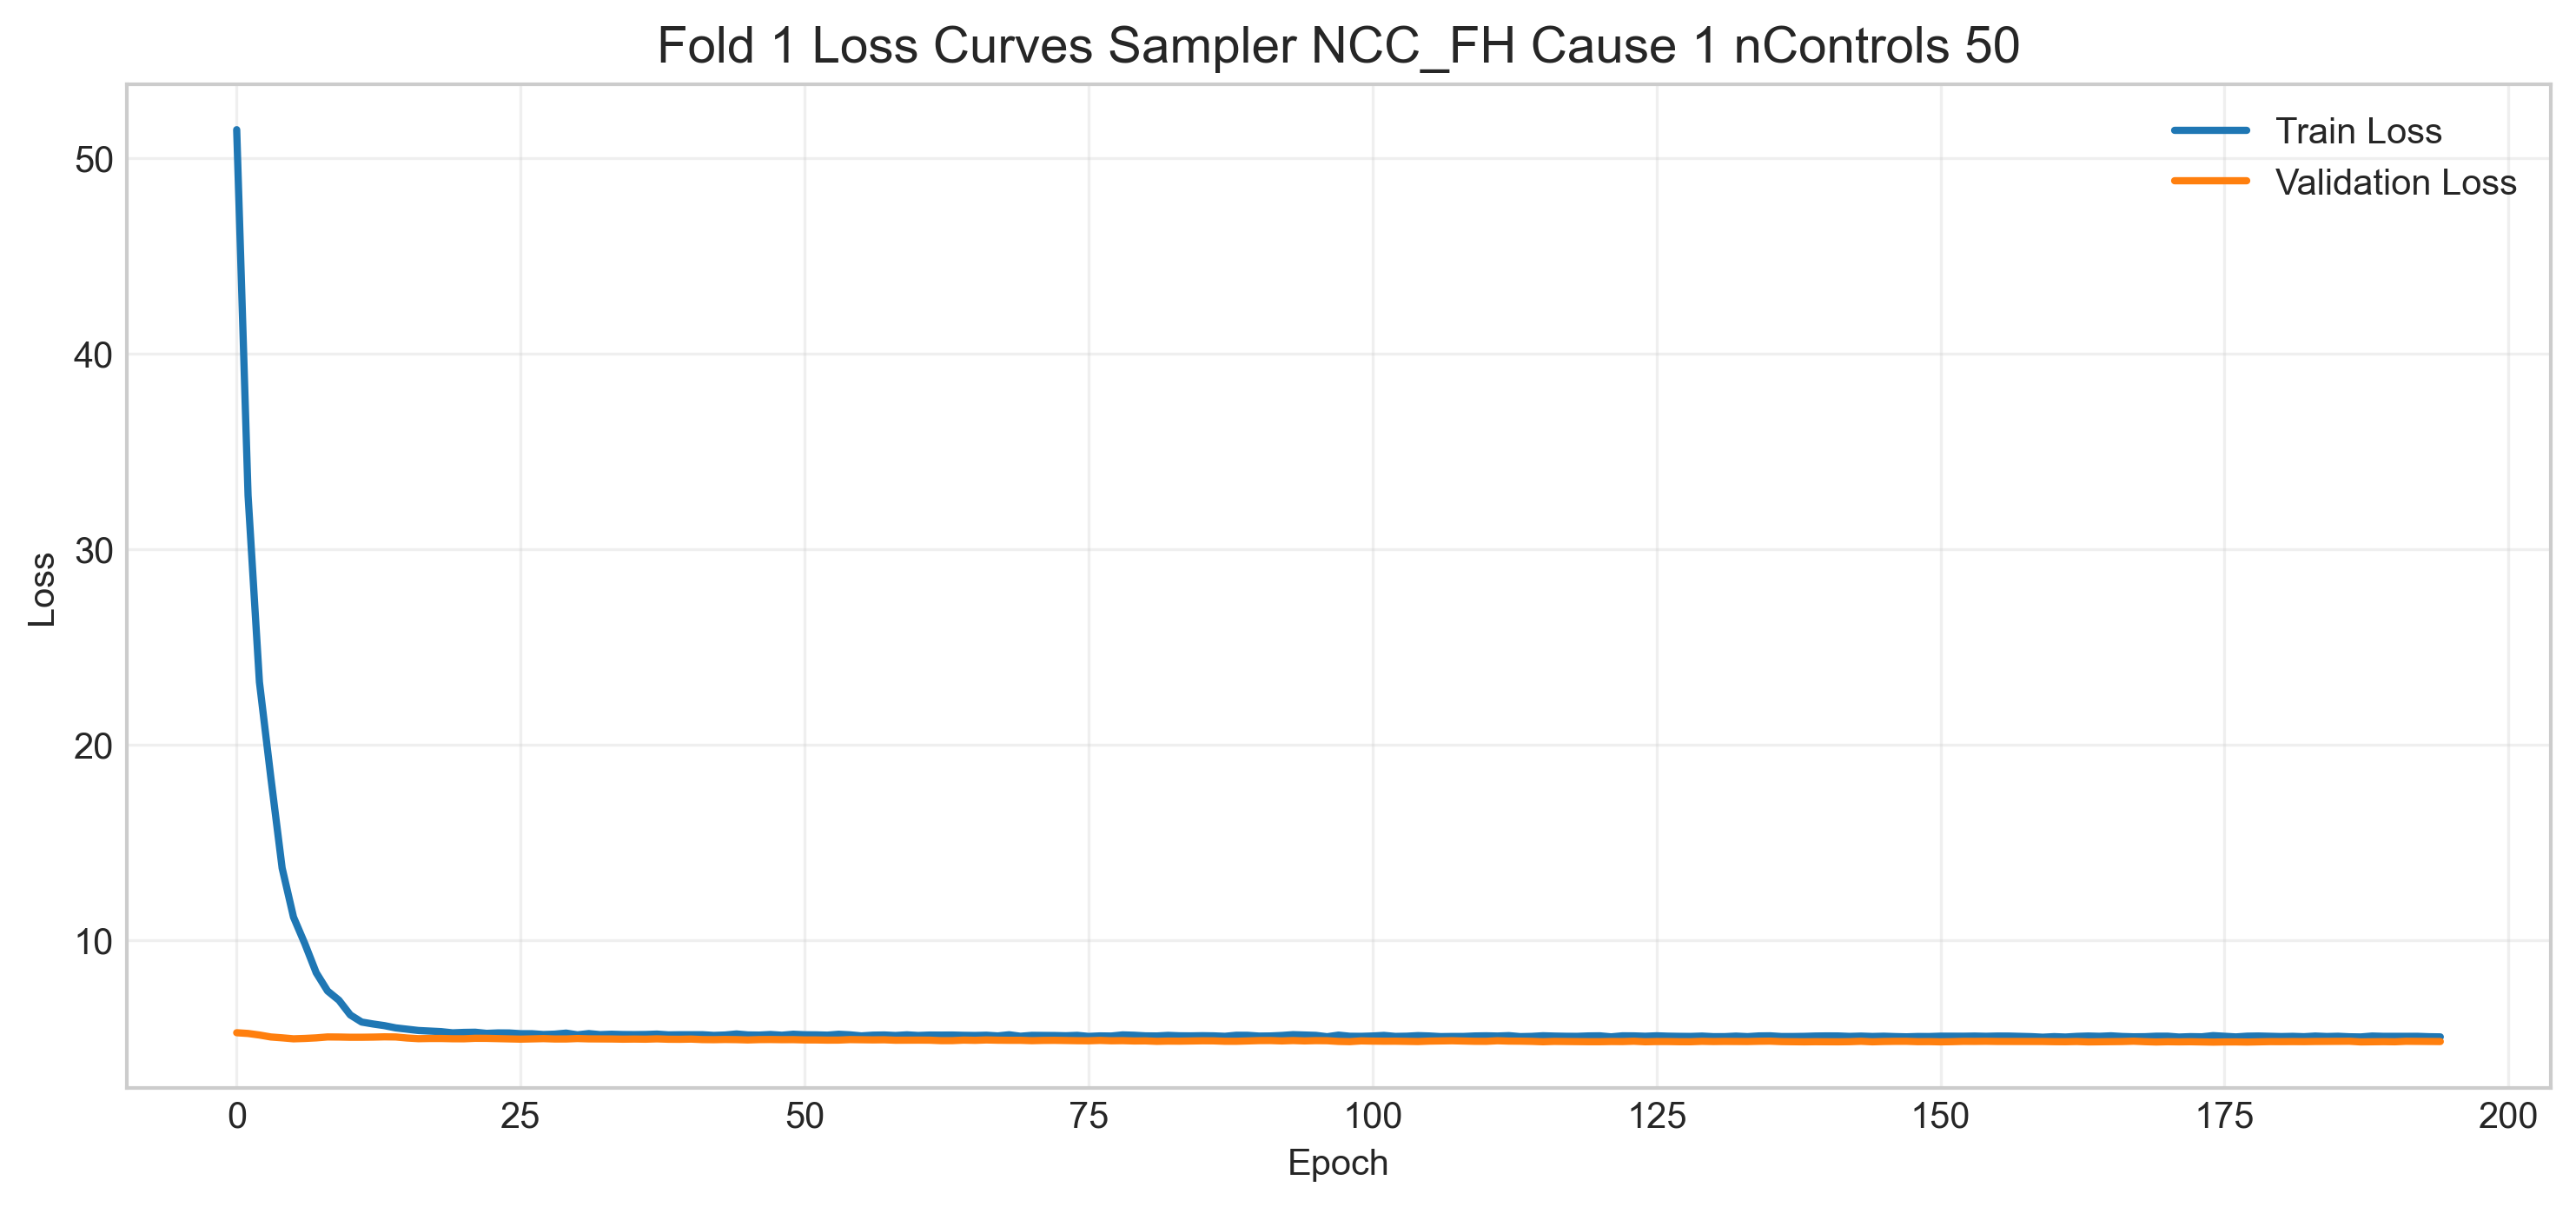 Fold 1 Loss Curves Sampler NCC_FH Cause 1 nControls 50
Train Loss
Validation Loss
50
40
30
20
10
Loss
0 25 50 75 100 125 150 175 200
Epoch